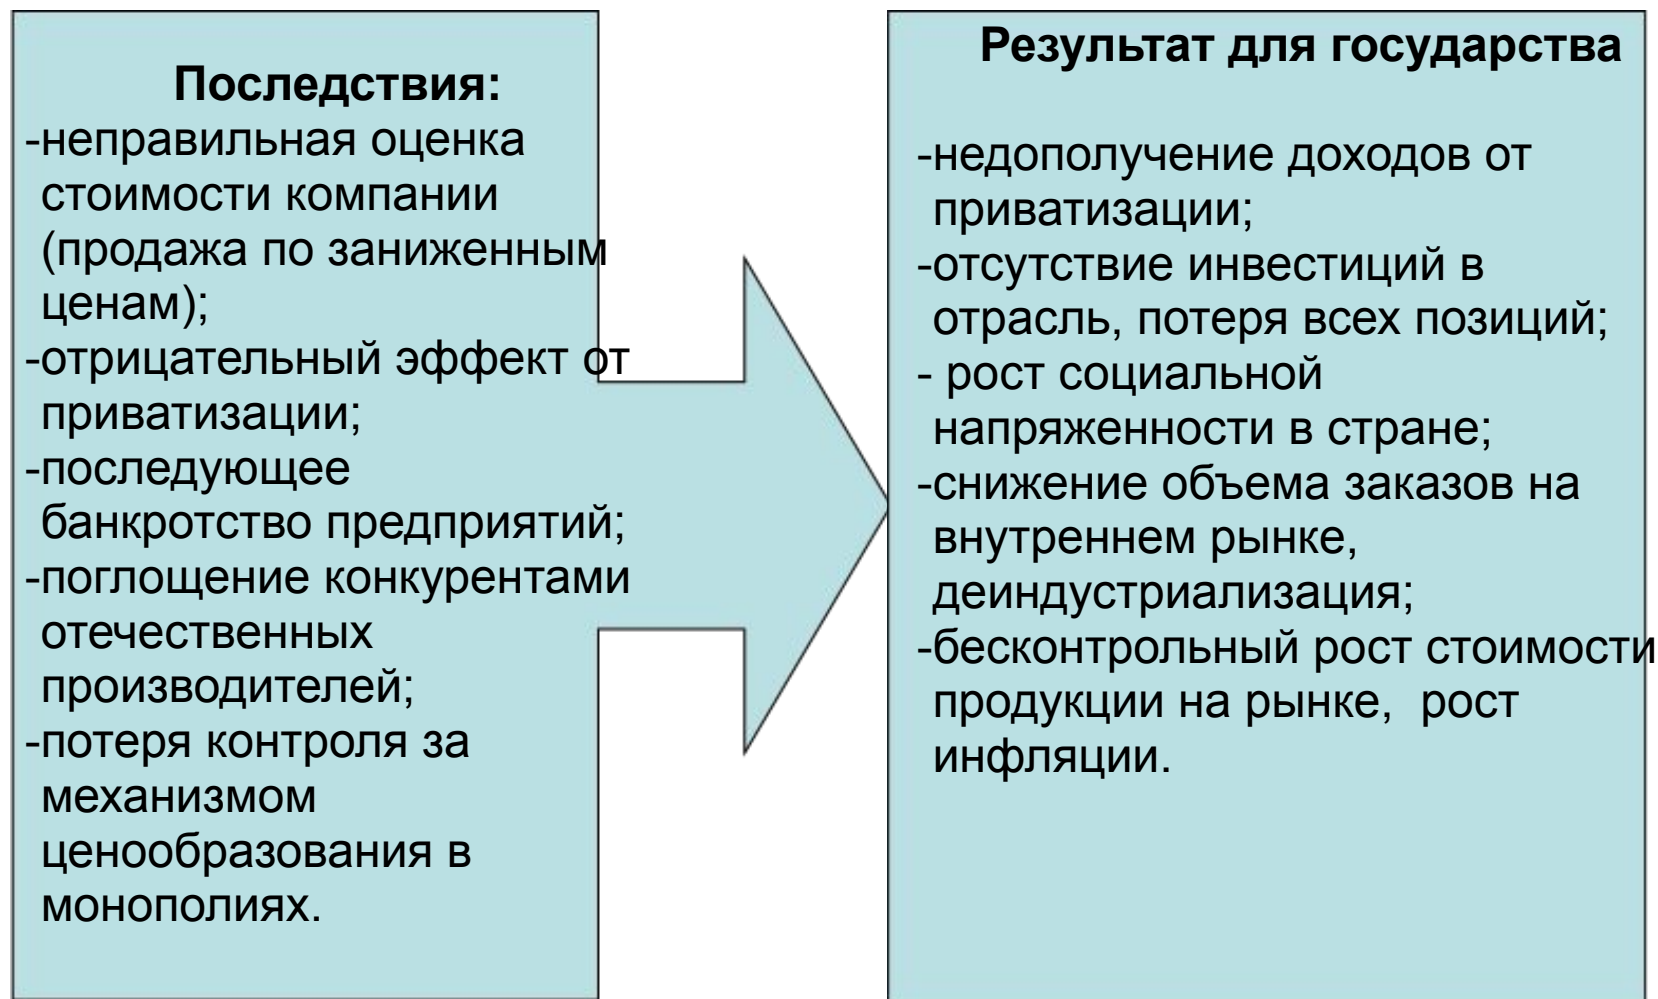 Последствия:
-неправильная оценка
стоимости компании
(продажа по заниженным
ценам);
-отрицательный эффект от
приватизации;
-последующее
банкротство предприятий;
-поглощение конкурентами
отечественных
производителей;
-потеря контроля за
механизмом
ценообразования в
монополиях.
Результат для государства
-недополучение доходов от
приватизации;
-отсутствие инвестиций в
отрасль, потеря всех позиций;
- рост социальной
напряженности в стране;
-снижение объема заказов на
внутреннем рынке,
деиндустриализация;
-бесконтрольный рост стоимости
продукции на рынке, рост
инфляции.